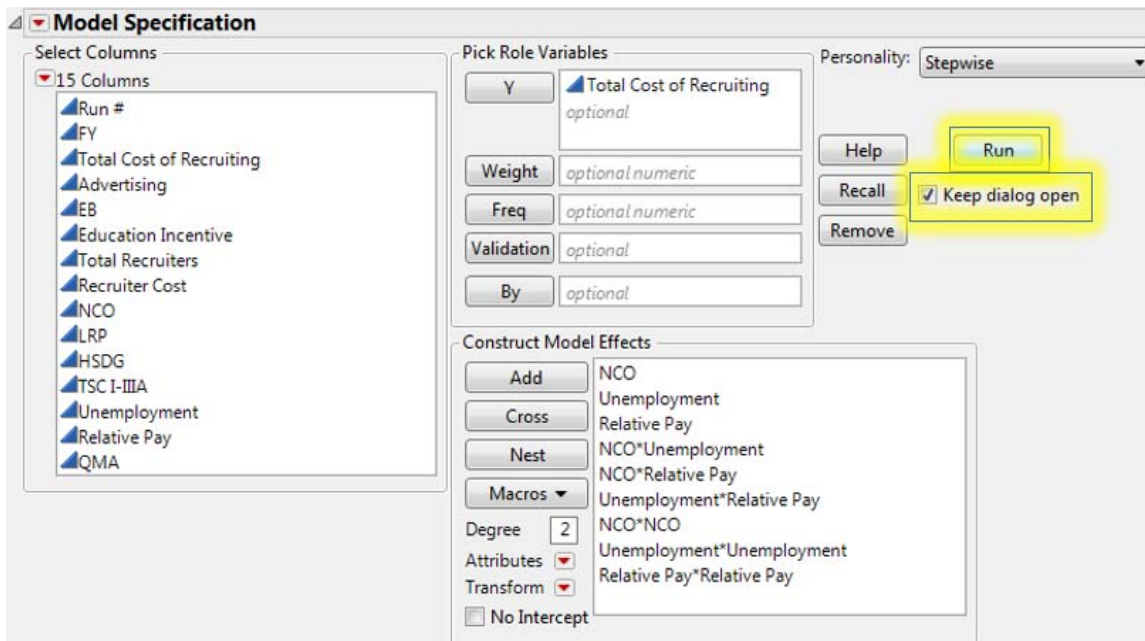 Model Specification
Select Columns
15 Columns
Run #
FY
Total Cost of Recruiting
Advertising
EB
Education Incentive
Total Recruiters
Recruiter Cost
NCO
LRP
HSDG
TSC I-IIIA
Unemployment
Relative Pay
QMA
Pick Role Variables
Y
Total Cost of Recruiting
optional
Weight
optional numeric
Freq
optional numeric
Validation
optional
By
optional
Personality:
Stepwise
Help
Run
Recall
Keep dialog open
Remove
Construct Model Effects
Add
Cross
Nest
Macros
Degree 2
Attributes
Transform
No Intercept
NCO
Unemployment
Relative Pay
NCO*Unemployment
NCO*Relative Pay
Unemployment*Relative Pay
NCO*NCO
Unemployment*Unemployment
Relative Pay*Relative Pay